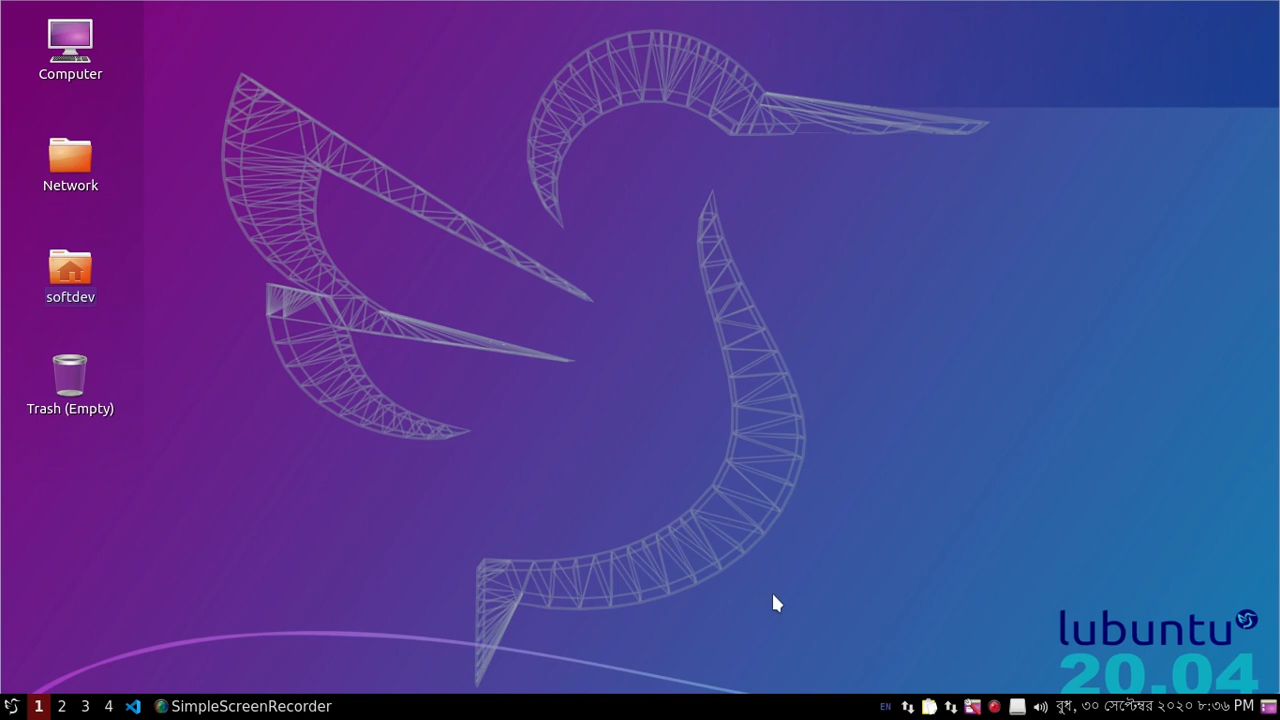 Computer
Network
softdev
Trash (Empty)
lubuntu
20.04
1 2 3 4 SimpleScreenRecorder EN বুধ, ৩০ সেপ্টেম্বর ২০২০ ৮:৩৬ PM